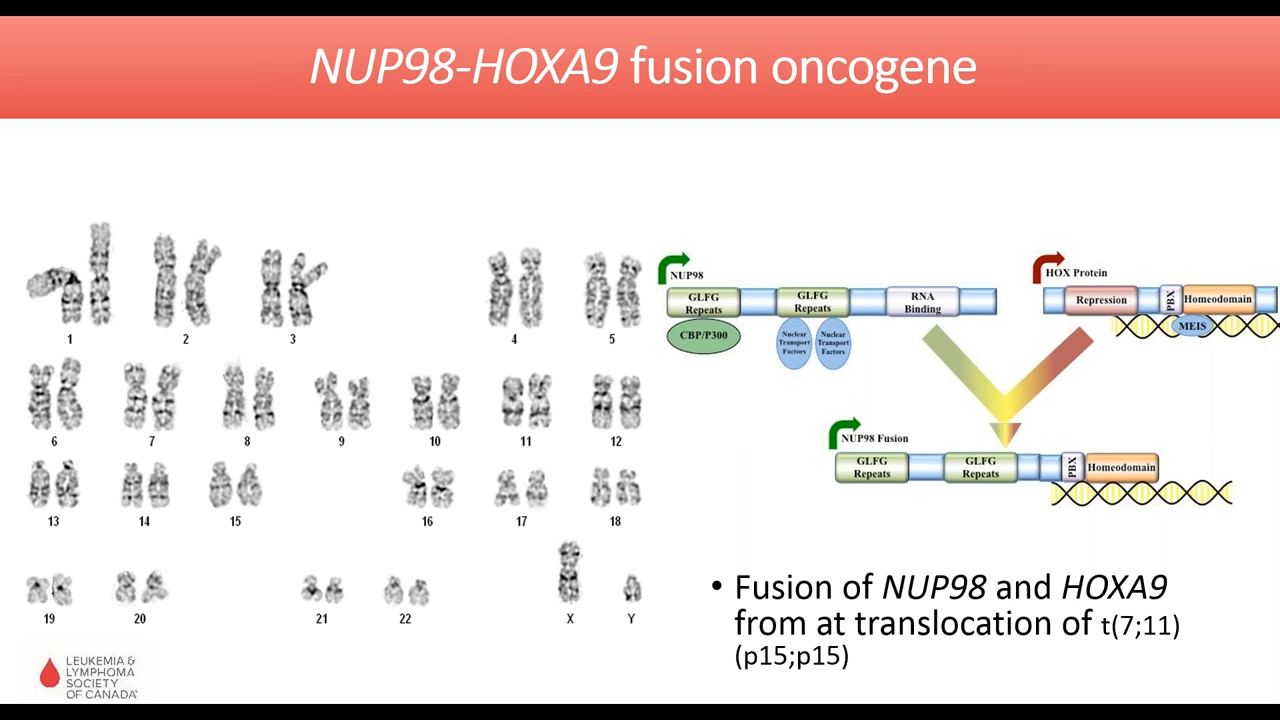 NUP98-HOXA9 fusion oncogene
1
2
3
4
5
6
7
8
9
10
11
12
13
14
15
16
17
18
19
20
21
22
X
Y
NUP98
GLFG
Repeats
GLFG
Repeats
RNA
Binding
CBP/P300
Nuclear
Transport
Factors
Nuclear
Transport
Factors
HOX Protein
Repression
PBX
Homeodomain
MEIS
NUP98 Fusion
GLFG
Repeats
GLFG
Repeats
PBX
Homeodomain
• Fusion of NUP98 and HOXA9
from at translocation of t(7;11)
(p15;p15)
LEUKEMIA &
LYMPHOMA
SOCIETY
OF CANADA